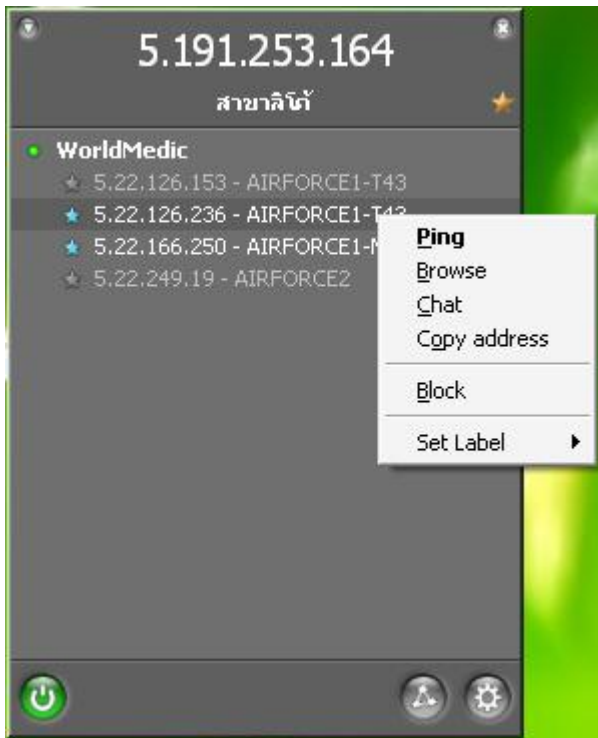 5.191.253.164
สาขาลิโก้
WorldMedic
5.22.126.153 - AIRFORCE1-T43
5.22.126.236 - AIRFORCE1-T43
5.22.166.250 - AIRFORCE1-
5.22.249.19 - AIRFORCE2
Ping
Browse
Chat
Copy address
Block
Set Label